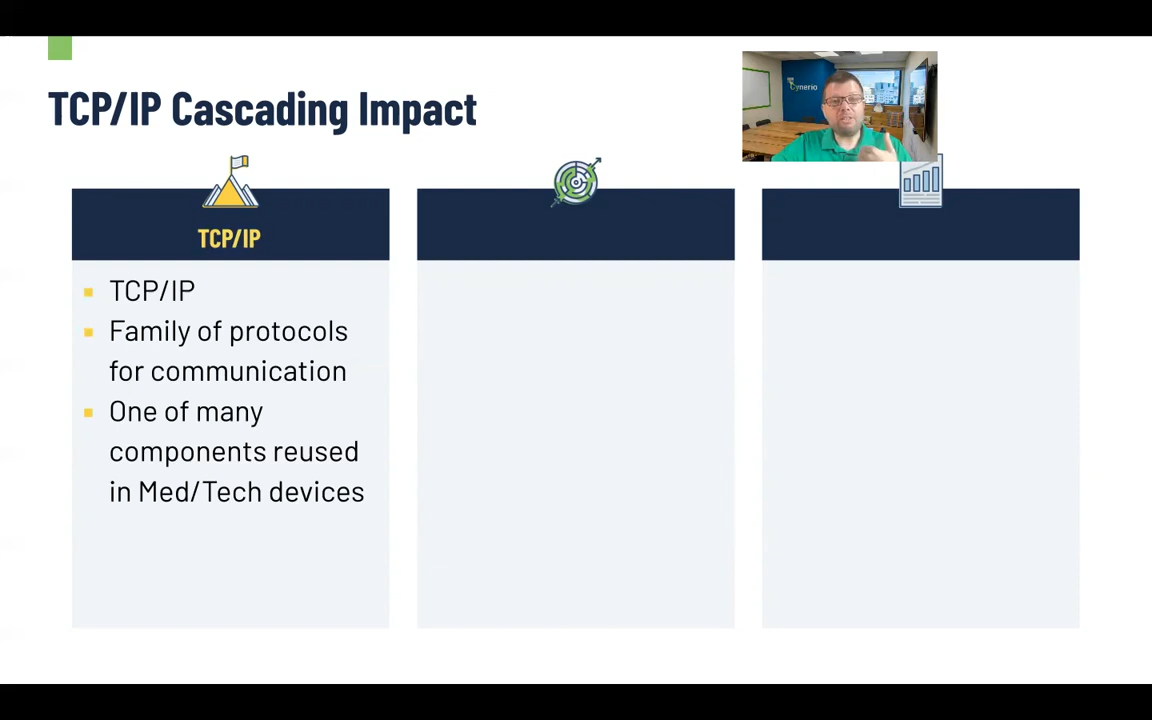 TCP/IP Cascading Impact
Cynerio
TCP/IP
TCP/IP
Family of protocols
for communication
One of many
components reused
in Med/Tech devices